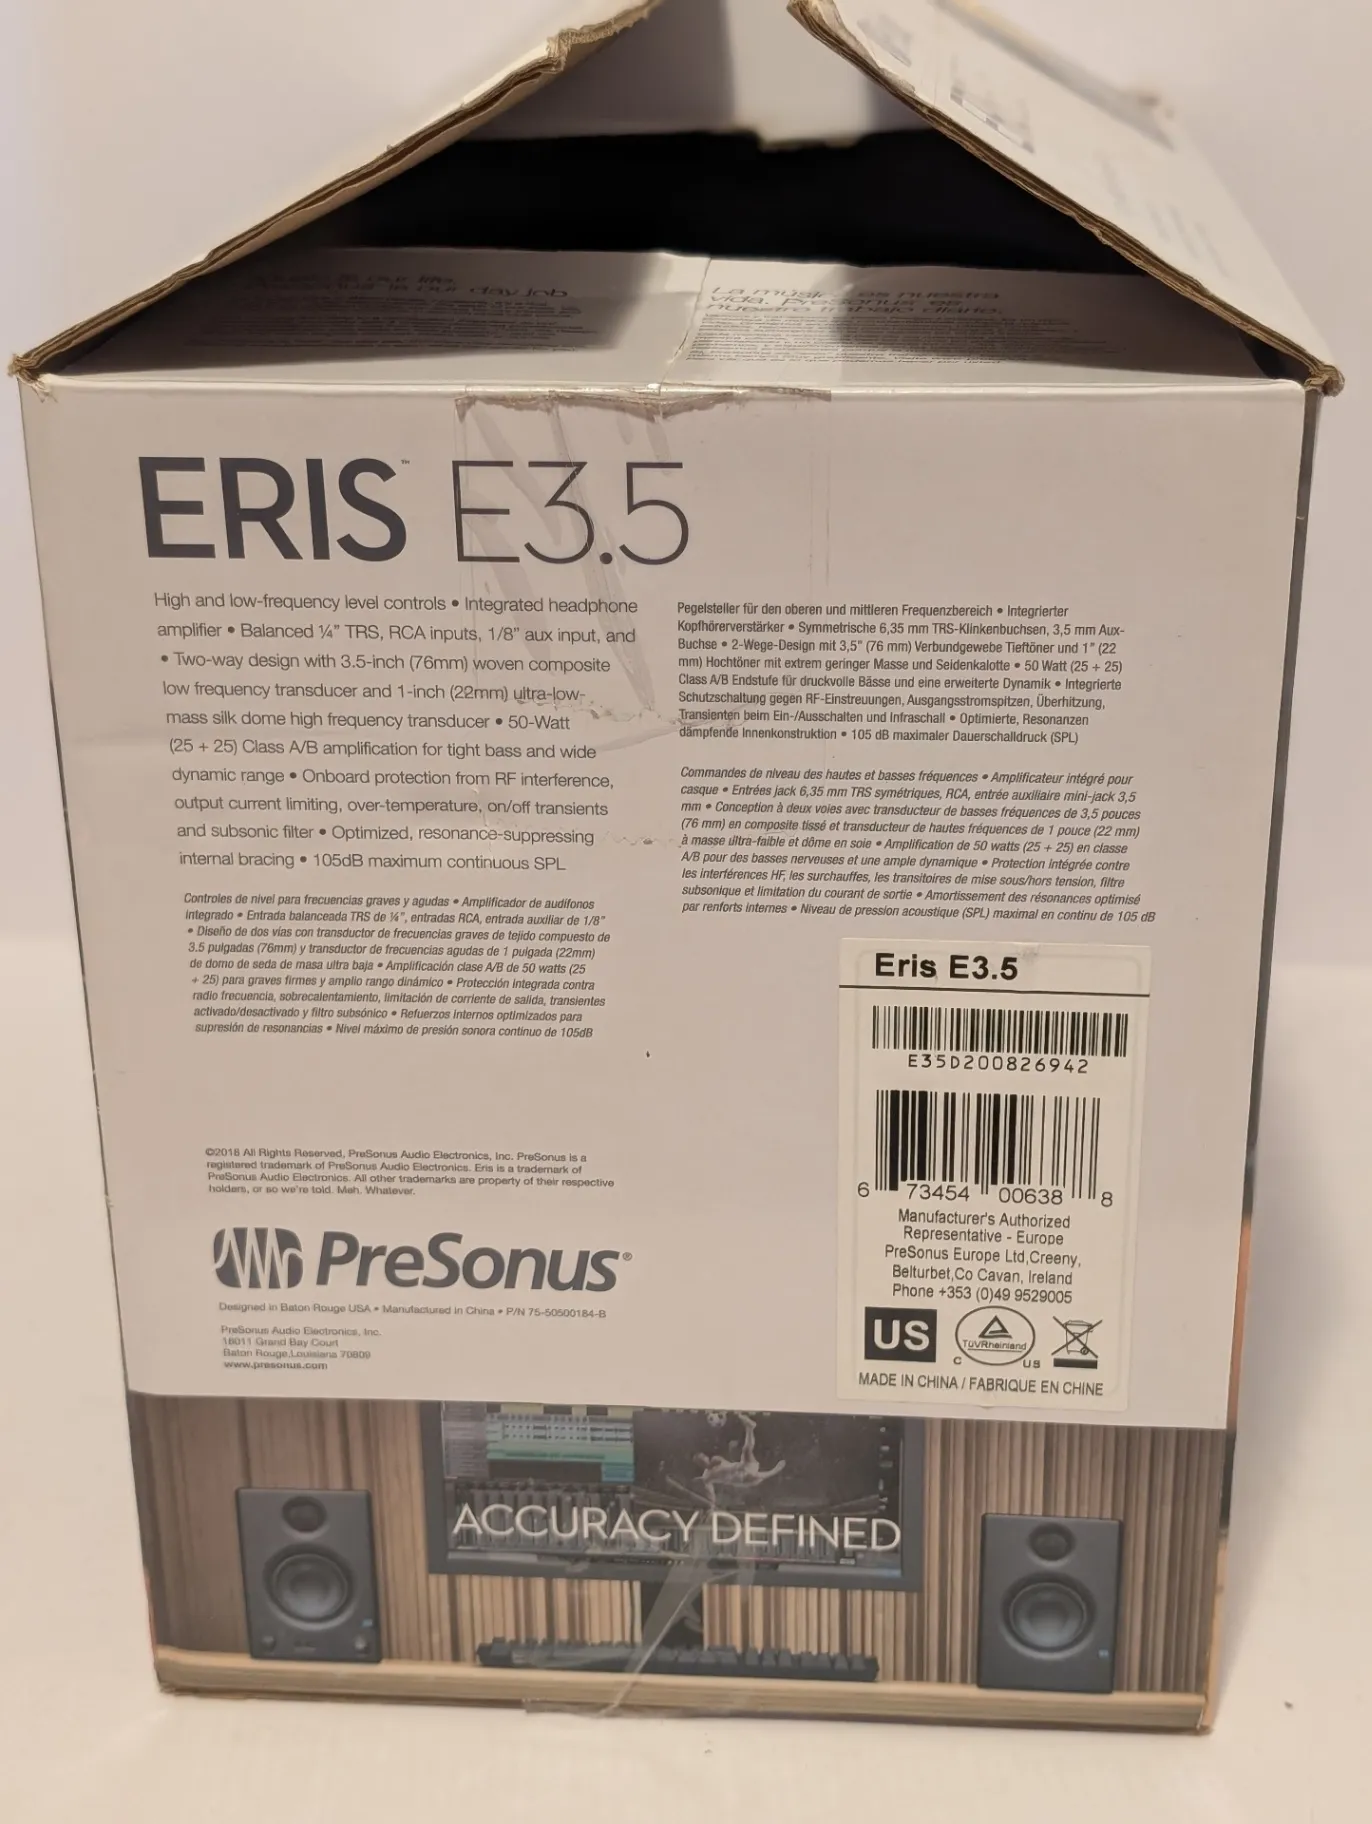 day job
La música es nuestra
vida. PreSonus es
nuestro trabajo diario.
ERIS™ E3.5
High and low-frequency level controls • Integrated headphone
amplifier • Balanced ¼” TRS, RCA inputs, 1/8” aux input, and
• Two-way design with 3.5-inch (76mm) woven composite
low frequency transducer and 1-inch (22mm) ultra-low-
mass silk dome high frequency transducer • 50-Watt
(25 + 25) Class A/B amplification for tight bass and wide
dynamic range • Onboard protection from RF interference,
output current limiting, over-temperature, on/off transients
and subsonic filter • Optimized, resonance-suppressing
internal bracing • 105dB maximum continuous SPL
Controles de nivel para frecuencias graves y agudas • Amplificador de audífonos
integrado • Entrada balanceada TRS de ¼", entradas RCA, entrada auxiliar de 1/8"
• Diseño de dos vías con transductor de frecuencias graves de tejido compuesto de
3.5 pulgadas (76mm) y transductor de frecuencias agudas de 1 pulgada (22mm)
de domo de seda de masa ultra baja • Amplificación clase A/B de 50 watts (25
+ 25) para graves firmes y amplio rango dinámico • Protección integrada contra
radio frecuencia, sobrecalentamiento, limitación de corriente de salida, transientes
activado/desactivado y filtro subsónico • Refuerzos internos optimizados para
supresión de resonancias • Nivel máximo de presión sonora continuo de 105dB
Pegelsteller für den oberen und mittleren Frequenzbereich • Integrierter
Kopfhörerverstärker • Symmetrische 6,35 mm TRS-Klinkenbuchsen, 3,5 mm Aux-
Buchse • 2-Wege-Design mit 3,5" (76 mm) Verbundgewebe Tieftöner und 1" (22
mm) Hochtöner mit extrem geringer Masse und Seidenkalotte • 50 Watt (25 + 25)
Class A/B Endstufe für druckvolle Bässe und eine erweiterte Dynamik • Integrierte
Schutzschaltung gegen RF-Einstreuungen, Ausgangsstromspitzen, Überhitzung,
Transienten beim Ein-/Ausschalten und Infraschall • Optimierte, Resonanzen
dämpfende Innenkonstruktion • 105 dB maximaler Dauerschalldruck (SPL)
Commandes de niveau des hautes et basses fréquences • Amplificateur intégré pour
casque • Entrées jack 6,35 mm TRS symétriques, RCA, entrée auxiliaire mini-jack 3,5
mm • Conception à deux voies avec transducteur de basses fréquences de 3,5 pouces
(76 mm) en composite tissé et transducteur de hautes fréquences de 1 pouce (22 mm)
à masse ultra-faible et dôme en soie • Amplification de 50 watts (25 + 25) en classe
A/B pour des basses nerveuses et une ample dynamique • Protection intégrée contre
les interférences HF, les surchauffes, les transitoires de mise sous/hors tension, filtre
subsonique et limitation du courant de sortie • Amortissement des résonances optimisé
par renforts internes • Niveau de pression acoustique (SPL) maximal en continu de 105 dB
Eris E3.5
E35D200826942
6 73454 00638 8
Manufacturer's Authorized
Representative - Europe
PreSonus Europe Ltd,Creeny,
Belturbet,Co Cavan, Ireland
Phone +353 (0)49 9529005
US
TÜVRheinland
C US
MADE IN CHINA / FABRIQUE EN CHINE
©2018 All Rights Reserved, PreSonus Audio Electronics, Inc. PreSonus is a
registered trademark of PreSonus Audio Electronics. Eris is a trademark of
PreSonus Audio Electronics. All other trademarks are property of their respective
holders, or so we're told. Meh. Whatever.
PreSonus®
Designed in Baton Rouge USA • Manufactured in China • P/N 75-50500184-B
PreSonus Audio Electronics, Inc.
18011 Grand Bay Court
Baton Rouge,Louisiana 70809
www.presonus.com
ACCURACY DEFINED